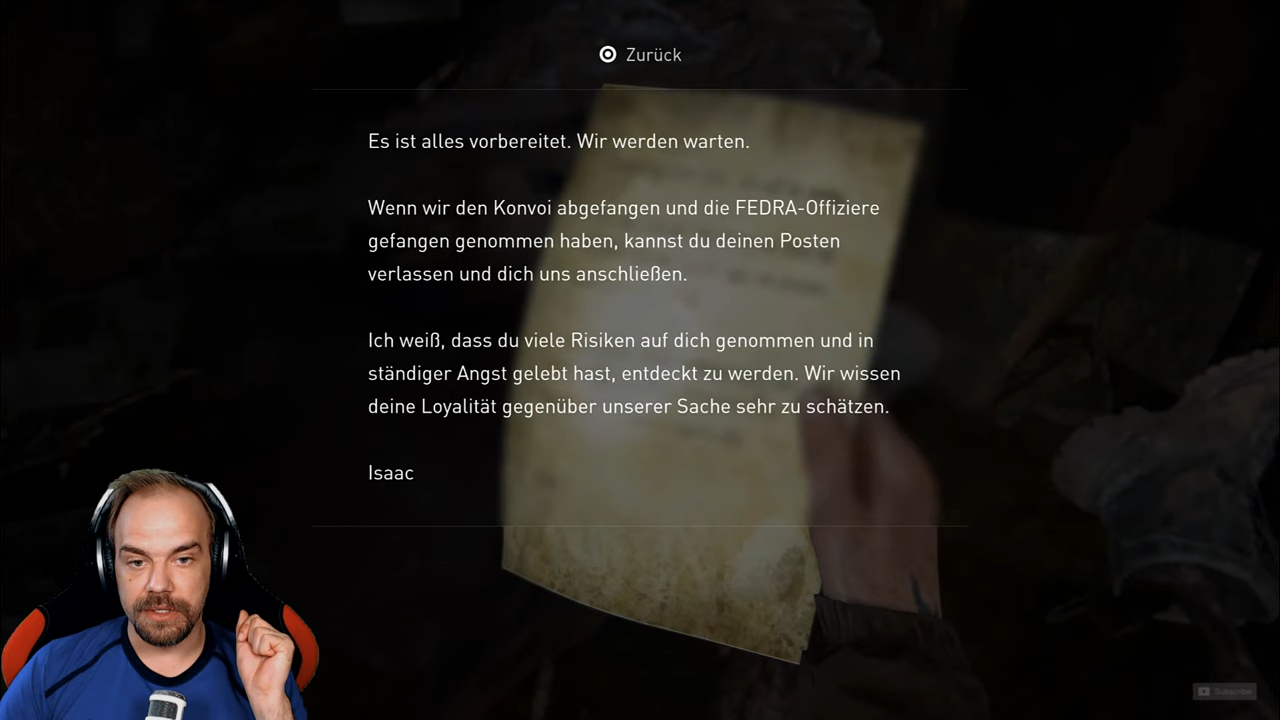 Zurück
Es ist alles vorbereitet. Wir werden warten.
Wenn wir den Konvoi abgefangen und die FEDRA-Offiziere
gefangen genommen haben, kannst du deinen Posten
verlassen und dich uns anschließen.
Ich weiß, dass du viele Risiken auf dich genommen und in
ständiger Angst gelebt hast, entdeckt zu werden. Wir wissen
deine Loyalität gegenüber unserer Sache sehr zu schätzen.
Isaac
Subscribe